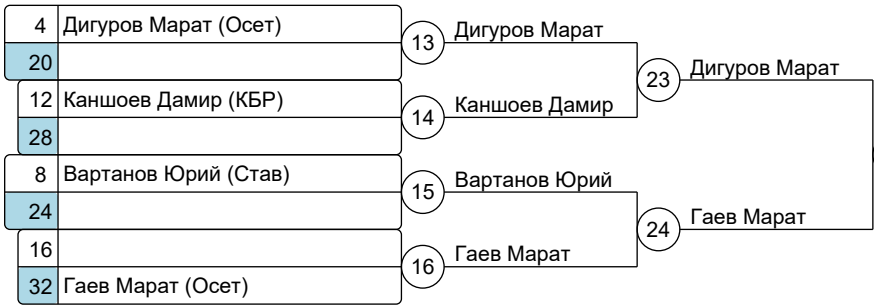 4 Дигуров Марат (Осет)
20
12 Каншоев Дамир (КБР)
28
8 Вартанов Юрий (Став)
24
16
32 Гаев Марат (Осет)
13 Дигуров Марат
14 Каншоев Дамир
15 Вартанов Юрий
16 Гаев Марат
23 Дигуров Марат
24 Гаев Марат